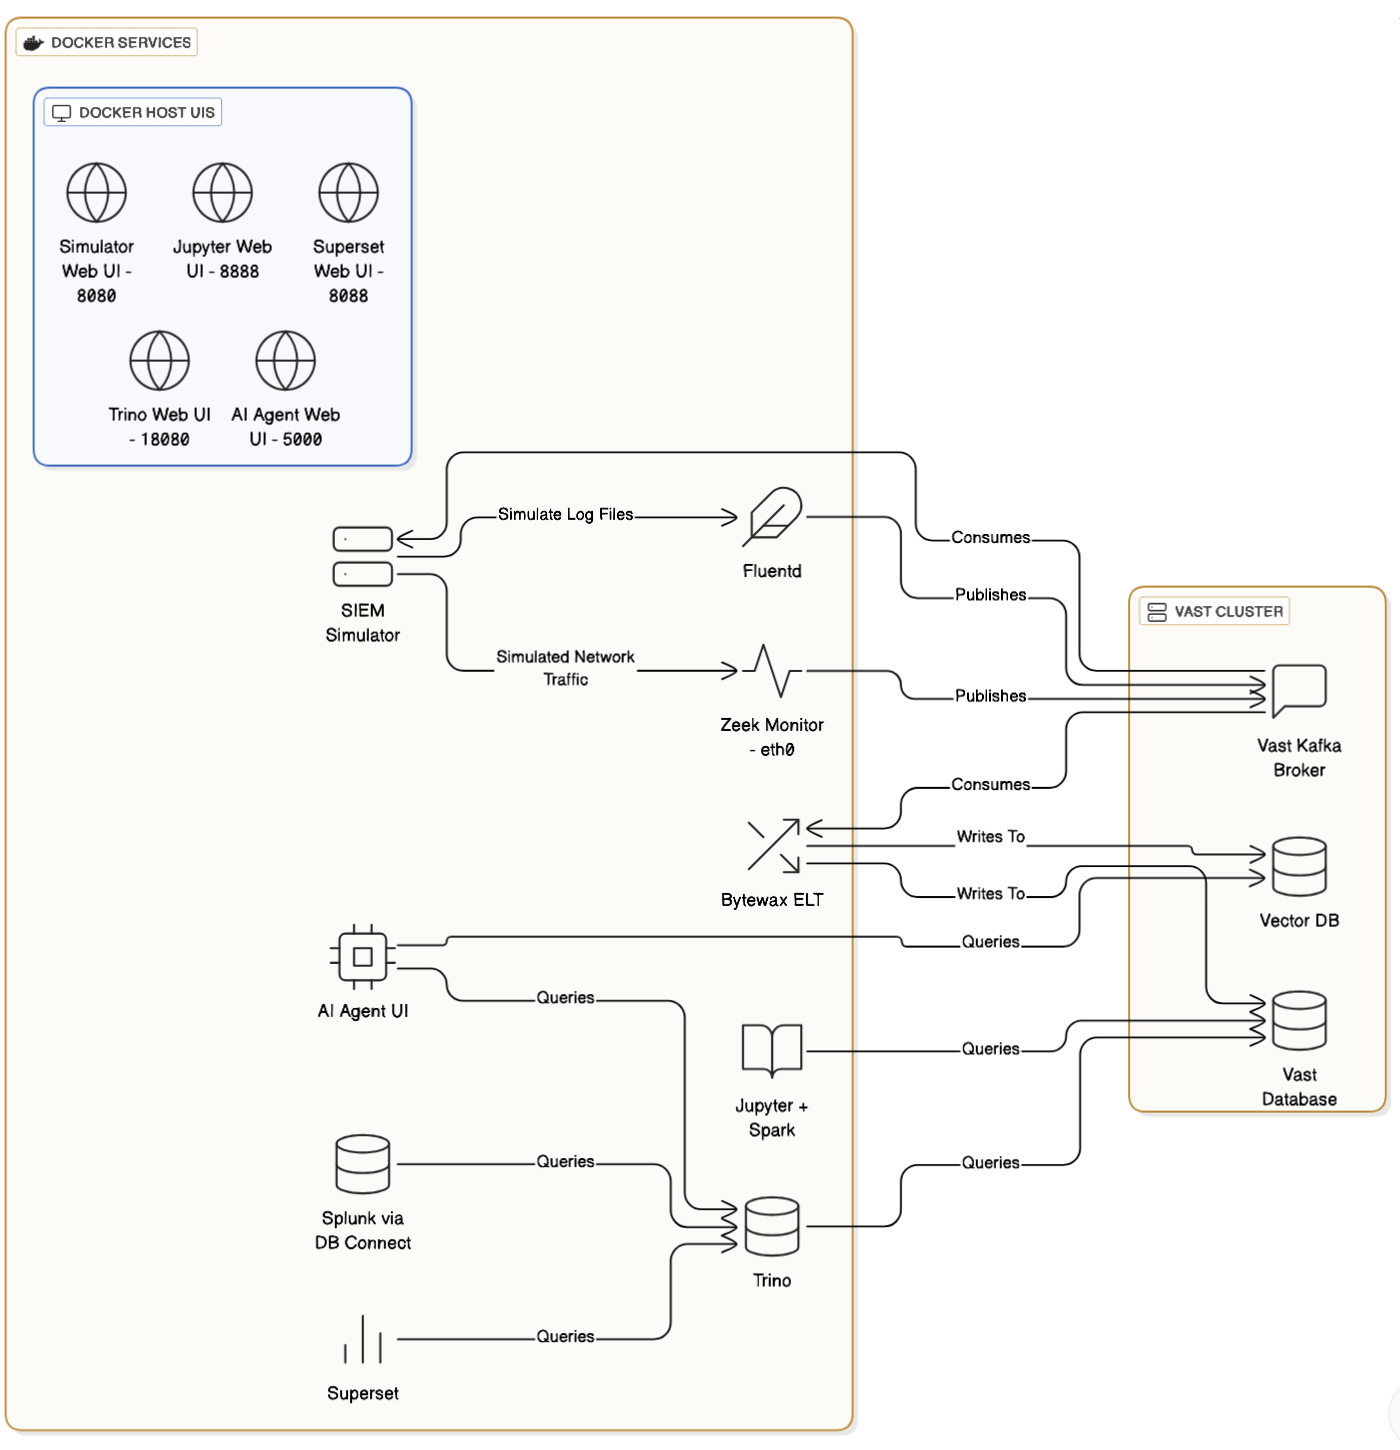 DOCKER SERVICES
DOCKER HOST UIS
Simulator
Web UI -
8080
Jupyter Web
UI - 8888
Superset
Web UI -
8088
Trino Web UI
- 18080
AI Agent Web
UI - 5000
Simulate Log Files
Fluentd
Consumes
Publishes
SIEM
Simulator
VAST CLUSTER
Simulated Network
Traffic
Zeek Monitor
- eth0
Publishes
Vast Kafka
Broker
Consumes
Writes To
Bytewax ELT
Writes To
Vector DB
Queries
AI Agent UI
Queries
Queries
Vast
Database
Jupyter +
Spark
Queries
Queries
Splunk via
DB Connect
Trino
Queries
Superset